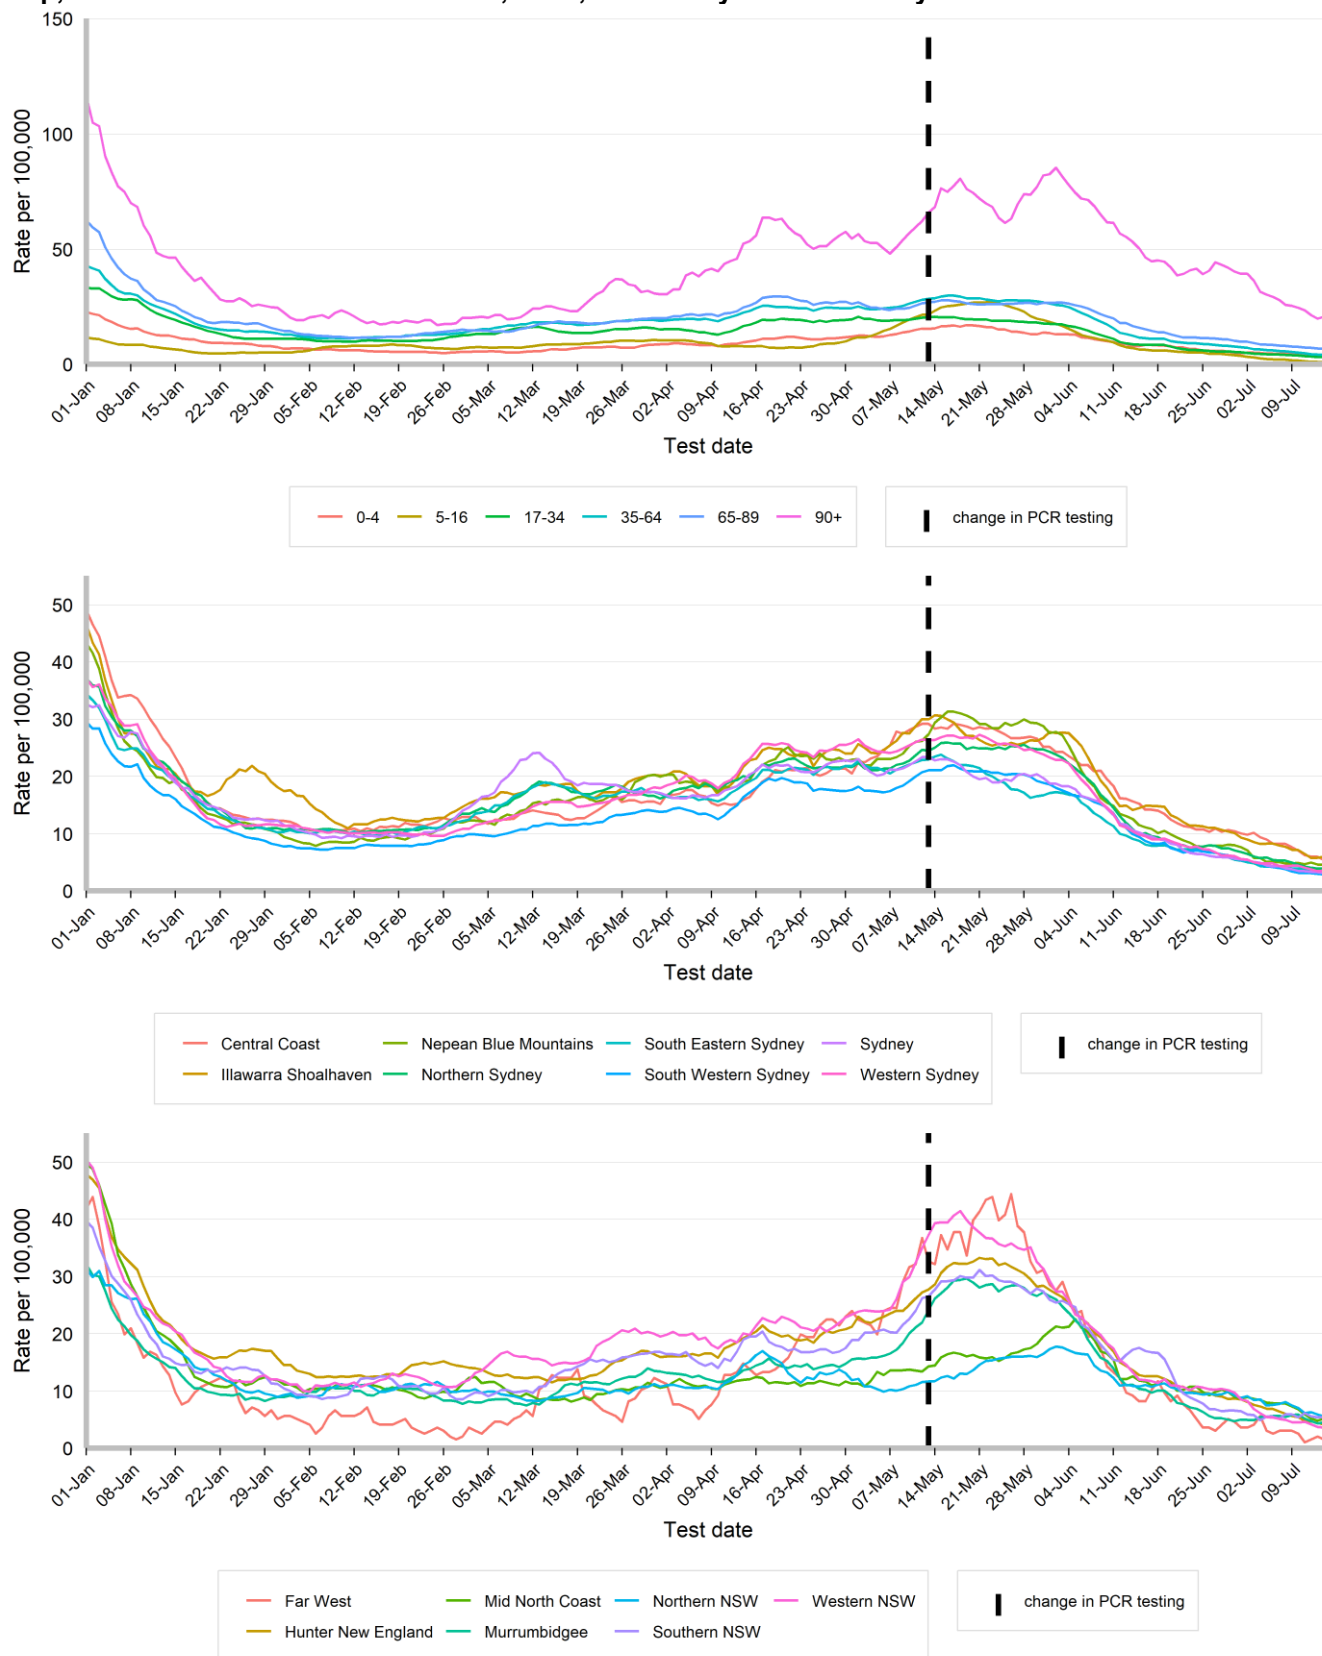 150
100
50
0
Rate per 100,000
01-Jan 08-Jan 15-Jan 22-Jan 29-Jan 05-Feb 12-Feb 19-Feb 26-Feb 05-Mar 12-Mar 19-Mar 26-Mar 02-Apr 09-Apr 16-Apr 23-Apr 30-Apr 07-May 14-May 21-May 28-May 04-Jun 11-Jun 18-Jun 25-Jun 02-Jul 09-Jul
Test date
0-4 5-16 17-34 35-64 65-89 90+ change in PCR testing
50
40
30
20
10
0
Rate per 100,000
01-Jan 08-Jan 15-Jan 22-Jan 29-Jan 05-Feb 12-Feb 19-Feb 26-Feb 05-Mar 12-Mar 19-Mar 26-Mar 02-Apr 09-Apr 16-Apr 23-Apr 30-Apr 07-May 14-May 21-May 28-May 04-Jun 11-Jun 18-Jun 25-Jun 02-Jul 09-Jul
Test date
Central Coast Nepean Blue Mountains South Eastern Sydney Sydney change in PCR testing
Illawarra Shoalhaven Northern Sydney South Western Sydney Western Sydney
50
40
30
20
10
0
Rate per 100,000
01-Jan 08-Jan 15-Jan 22-Jan 29-Jan 05-Feb 12-Feb 19-Feb 26-Feb 05-Mar 12-Mar 19-Mar 26-Mar 02-Apr 09-Apr 16-Apr 23-Apr 30-Apr 07-May 14-May 21-May 28-May 04-Jun 11-Jun 18-Jun 25-Jun 02-Jul 09-Jul
Test date
Far West Mid North Coast Northern NSW Western NSW change in PCR testing
Hunter New England Murrumbidgee Southern NSW